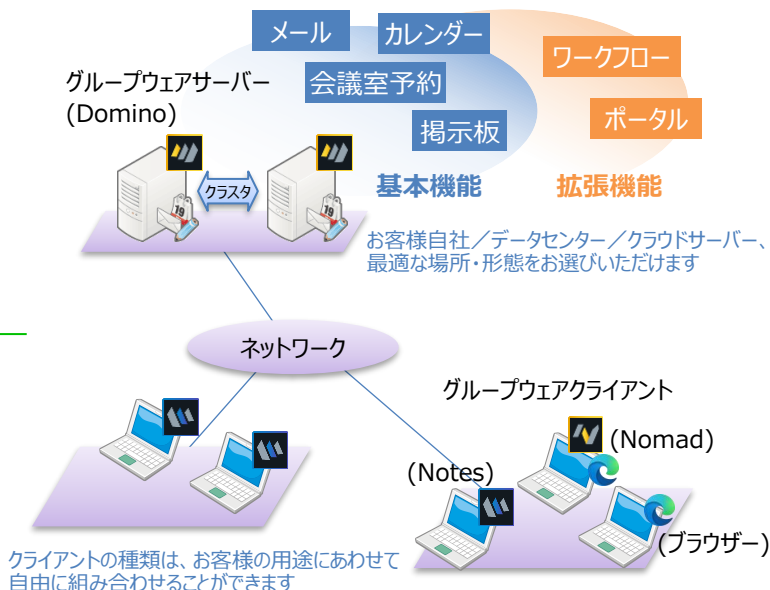 メール
カレンダー
ワークフロー
グループウェアサーバー
(Domino)
会議室予約
ポータル
掲示板
クラスタ
19
19
基本機能
拡張機能
お客様自社／データセンター／クラウドサーバー、
最適な場所・形態をお選びいただけます
ネットワーク
グループウェアクライアント
(Nomad)
(Notes)
(ブラウザー)
クライアントの種類は、お客様の用途にあわせて
自由に組み合わせることができます